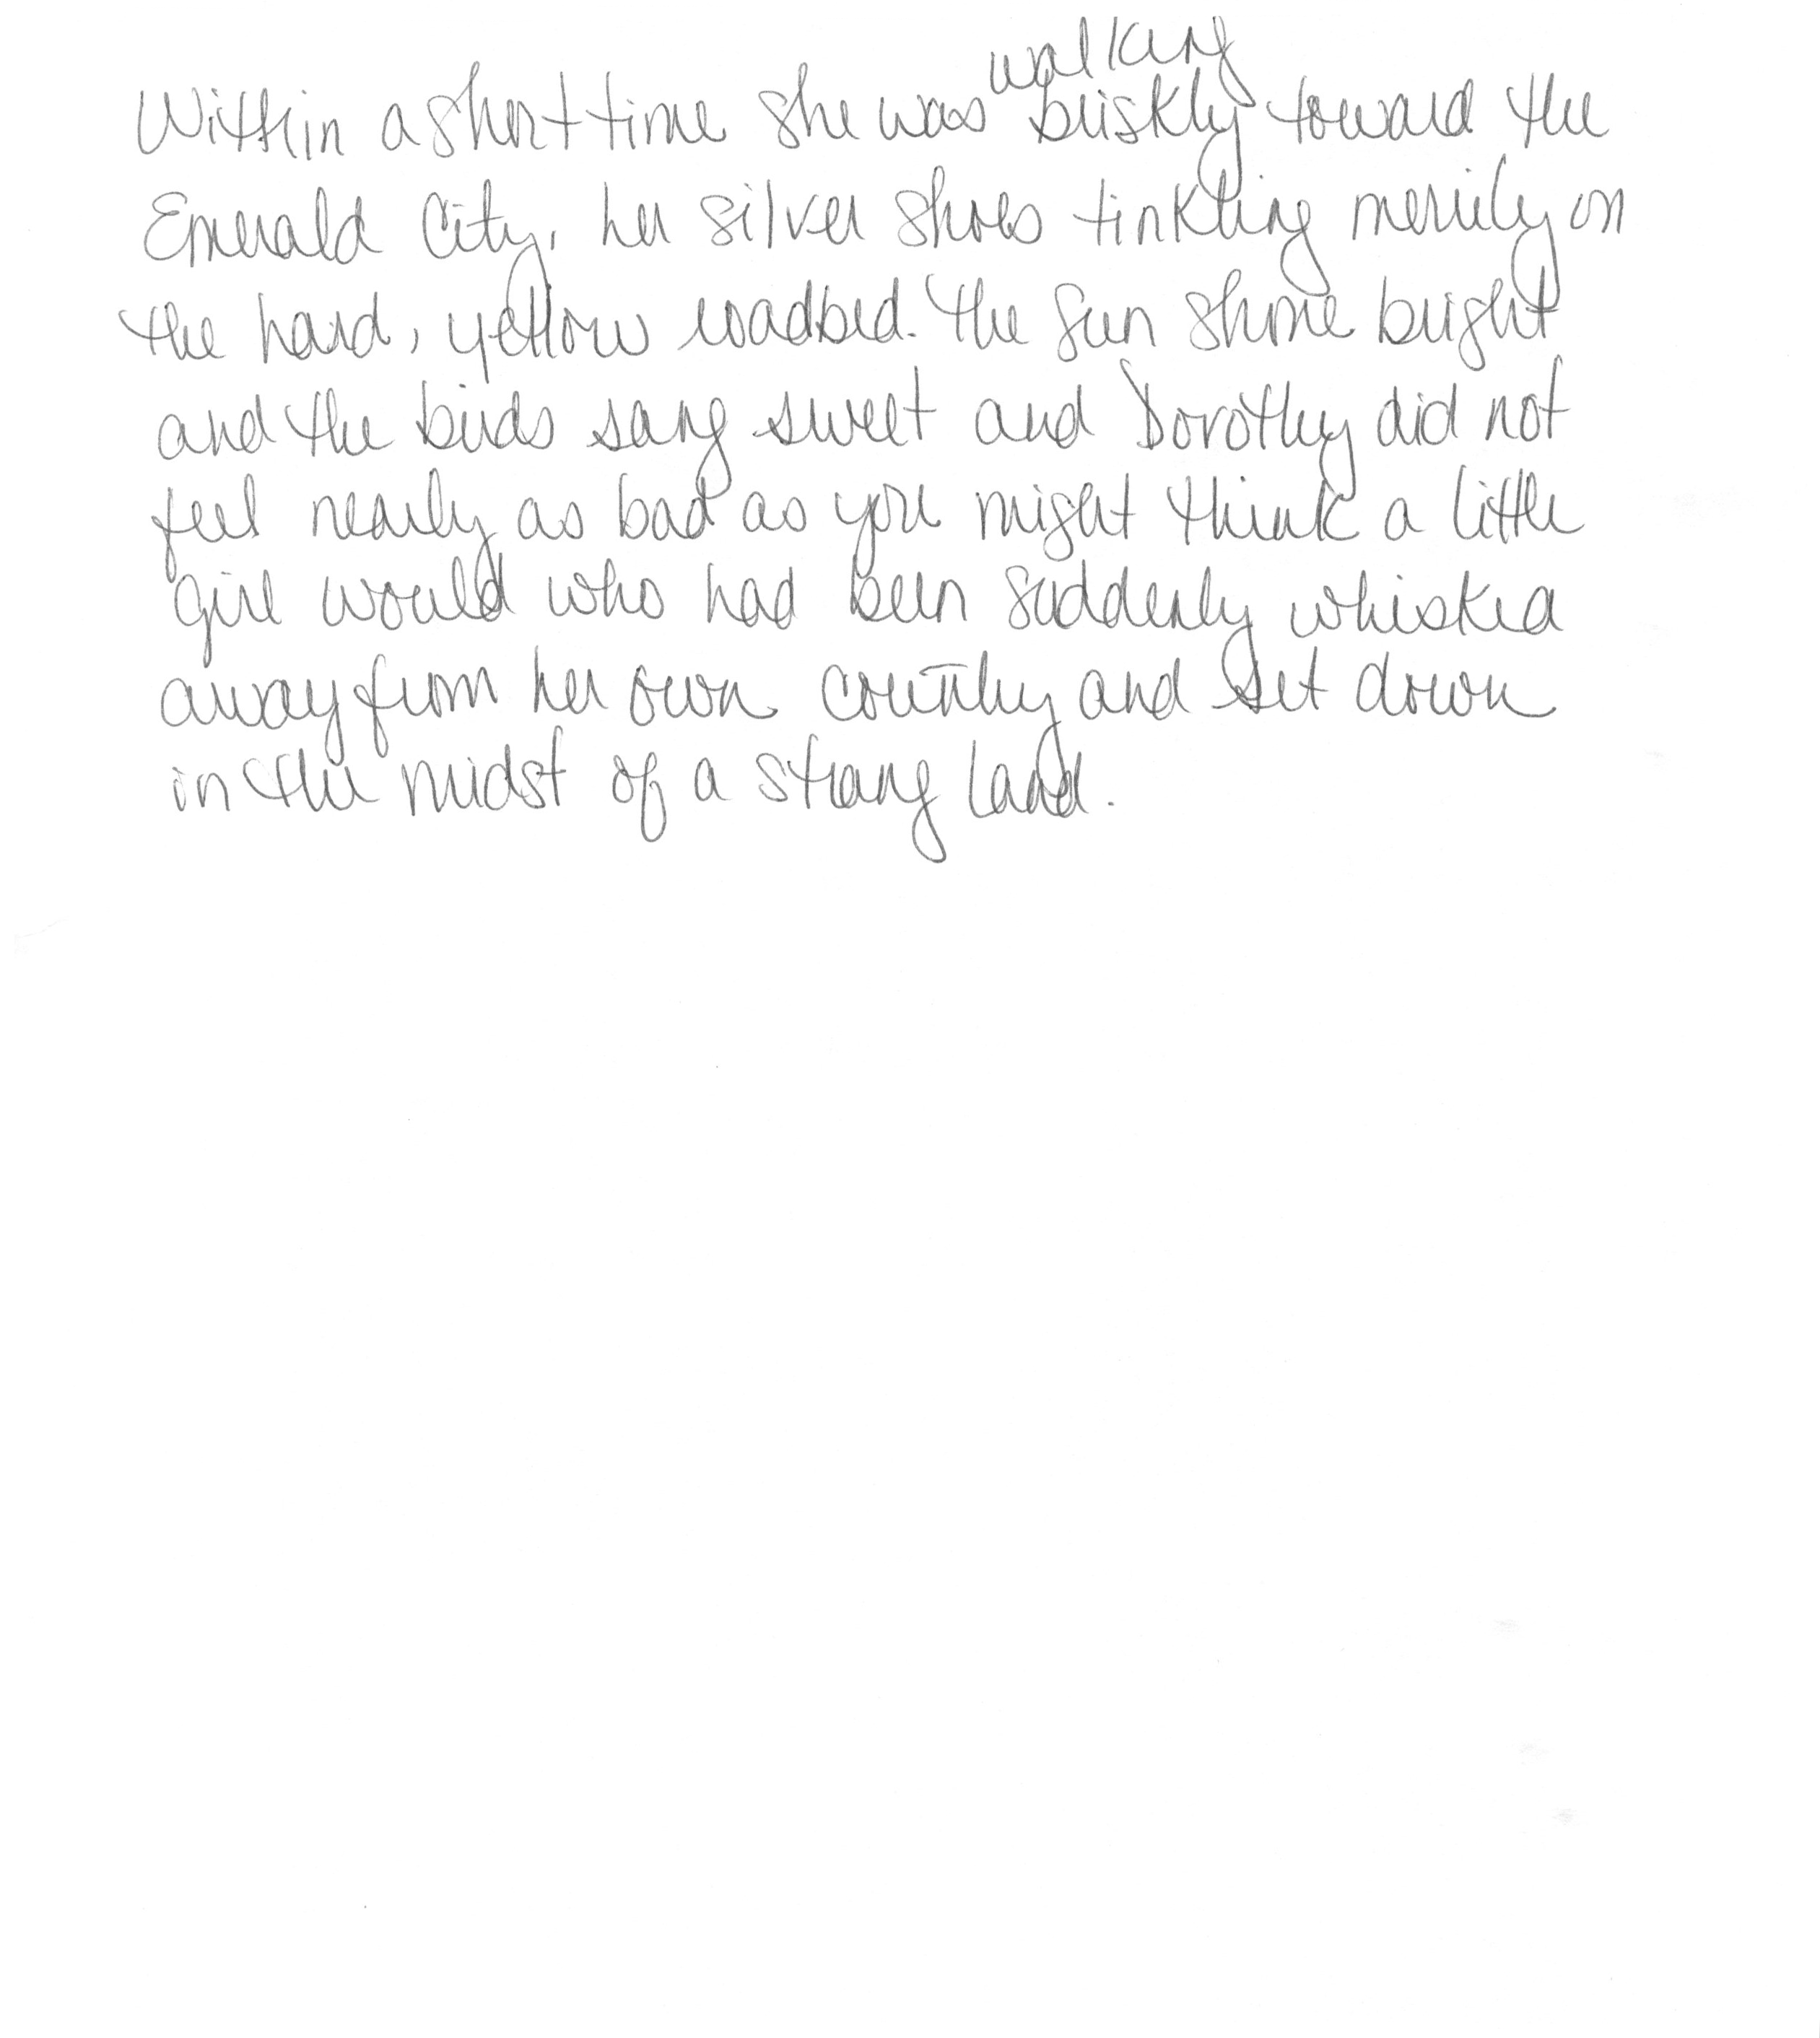 Within a short time she was walking briskly toward the
Emerald City, her silver shoes tinkling merrily on
the hard, yellow roadbed. The sun shone bright
and the birds sang sweet and Dorothy did not
feel nearly as bad as you might think a little
girl would who had been suddenly whisked
away from her own country and set down
in the midst of a strang land.